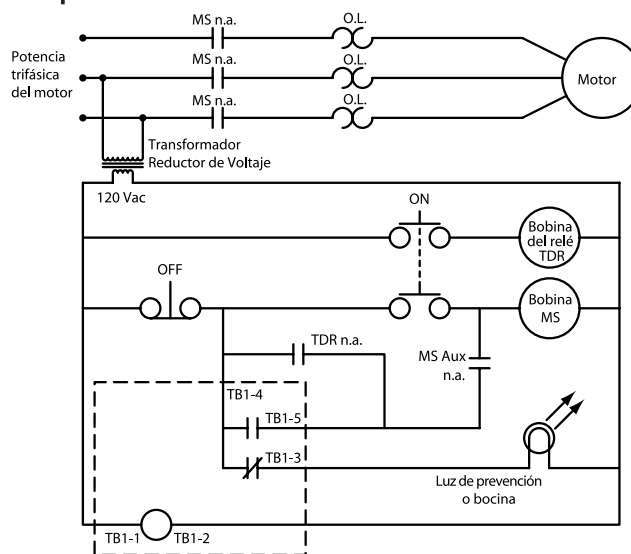 MS n.a.
O.L.
Potencia
trifásica
del motor
MS n.a.
O.L.
Motor
MS n.a.
O.L.
Transformador
Reductor de Voltaje
120 Vac
ON
Bobina
del relé
TDR
OFF
Bobina
MS
TDR n.a.
MS Aux
n.a.
TB1-4
TB1-5
TB1-3
Luz de prevención
o bocina
TB1-1
TB1-2